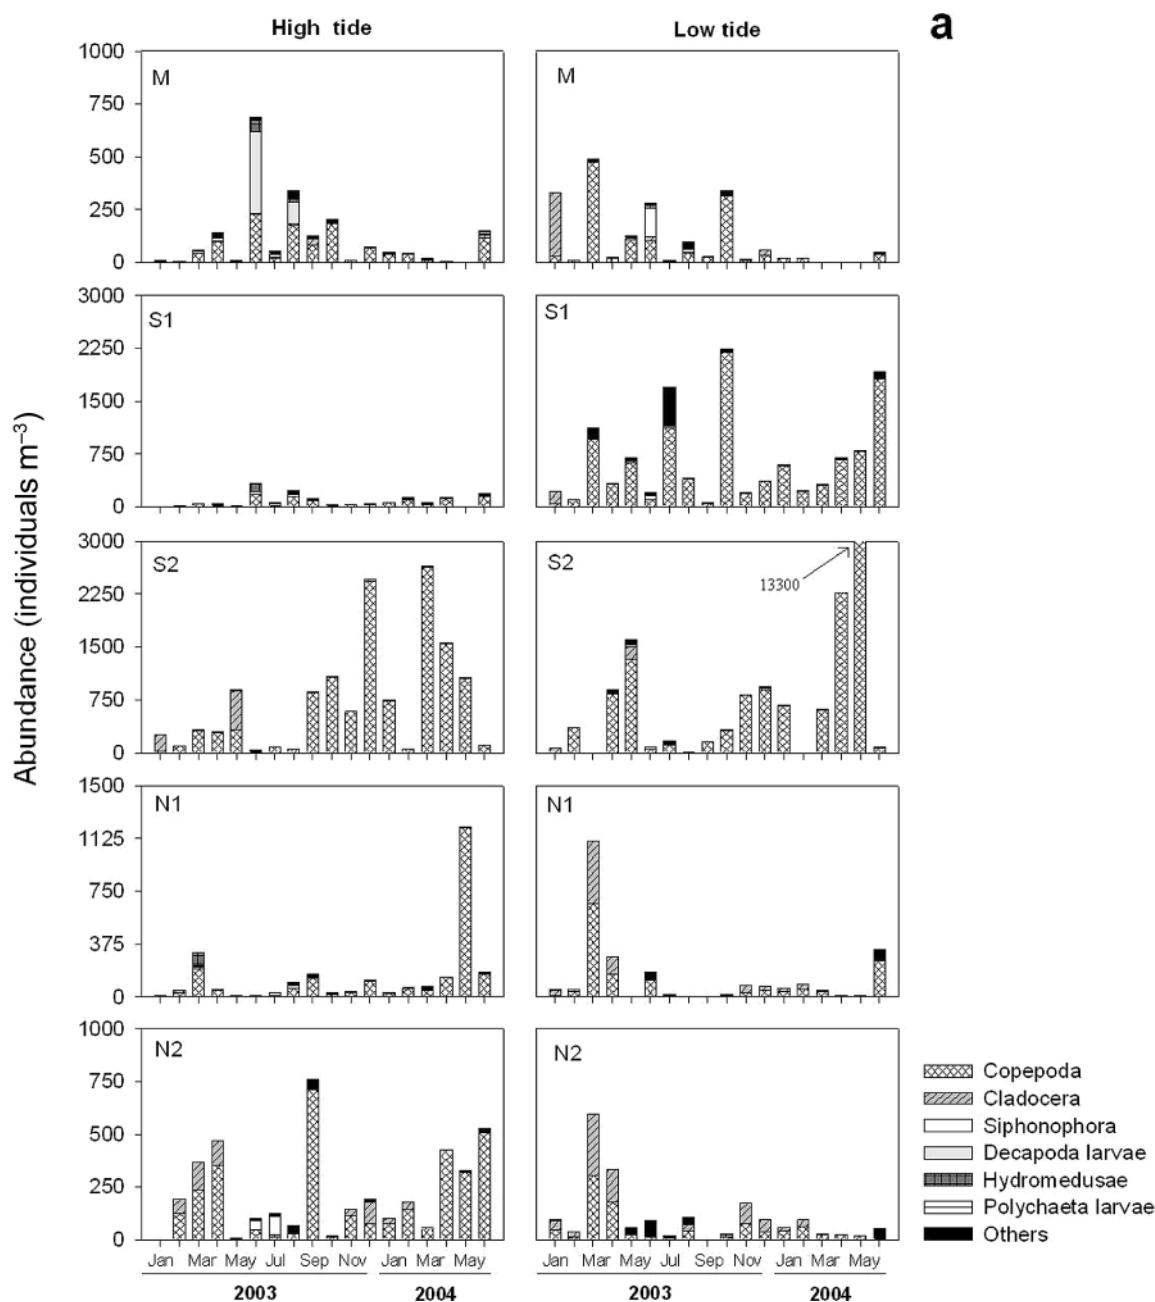 High tide
Low tide
a
Abundance (individuals m⁻³)
1000
750
500
250
0
M
M
3000
2250
1500
750
0
S1
S1
3000
2250
1500
750
0
S2
S2
13300
1500
1125
750
375
0
N1
N1
1000
750
500
250
0
N2
N2
Jan Mar May Jul Sep Nov Jan Mar May
2003 2004
Jan Mar May Jul Sep Nov Jan Mar May
2003 2004
Copepoda
Cladocera
Siphonophora
Decapoda larvae
Hydromedusae
Polychaeta larvae
Others